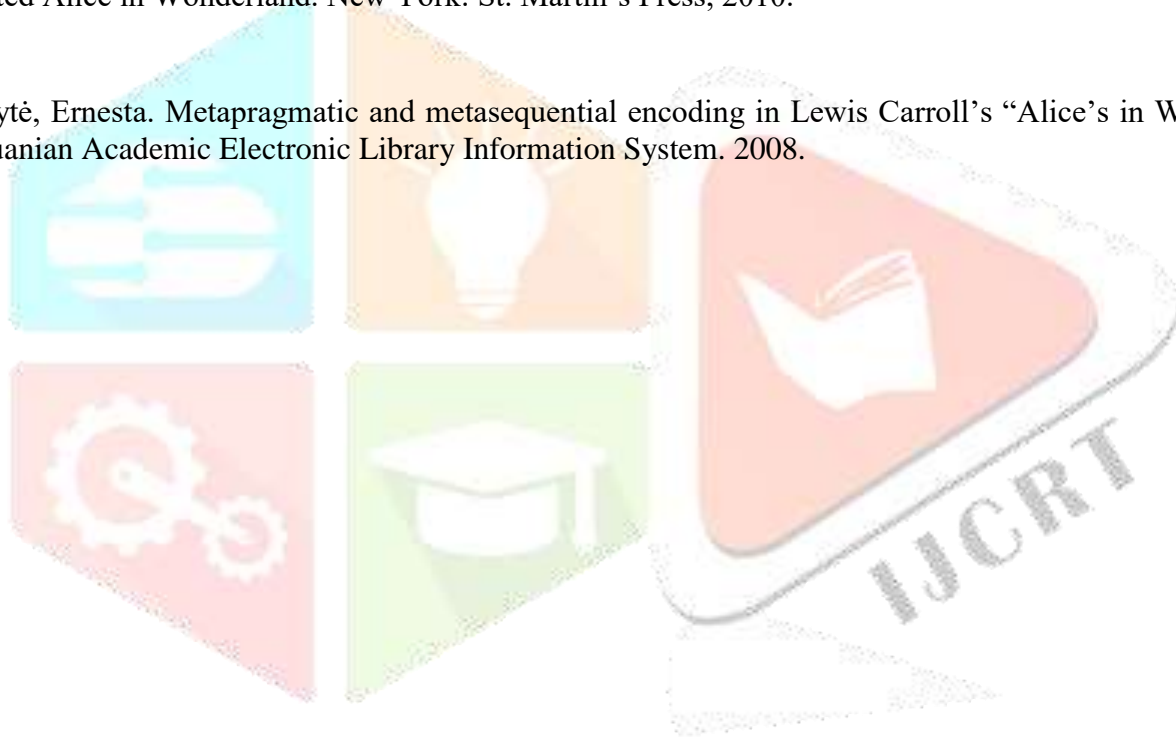 ted Alice in Wonderland. New York: St. Martin's Press, 2010.
ytė, Ernesta. Metapragmatic and metasequential encoding in Lewis Carroll's “Alice's in W
uanian Academic Electronic Library Information System. 2008.
IJCRT